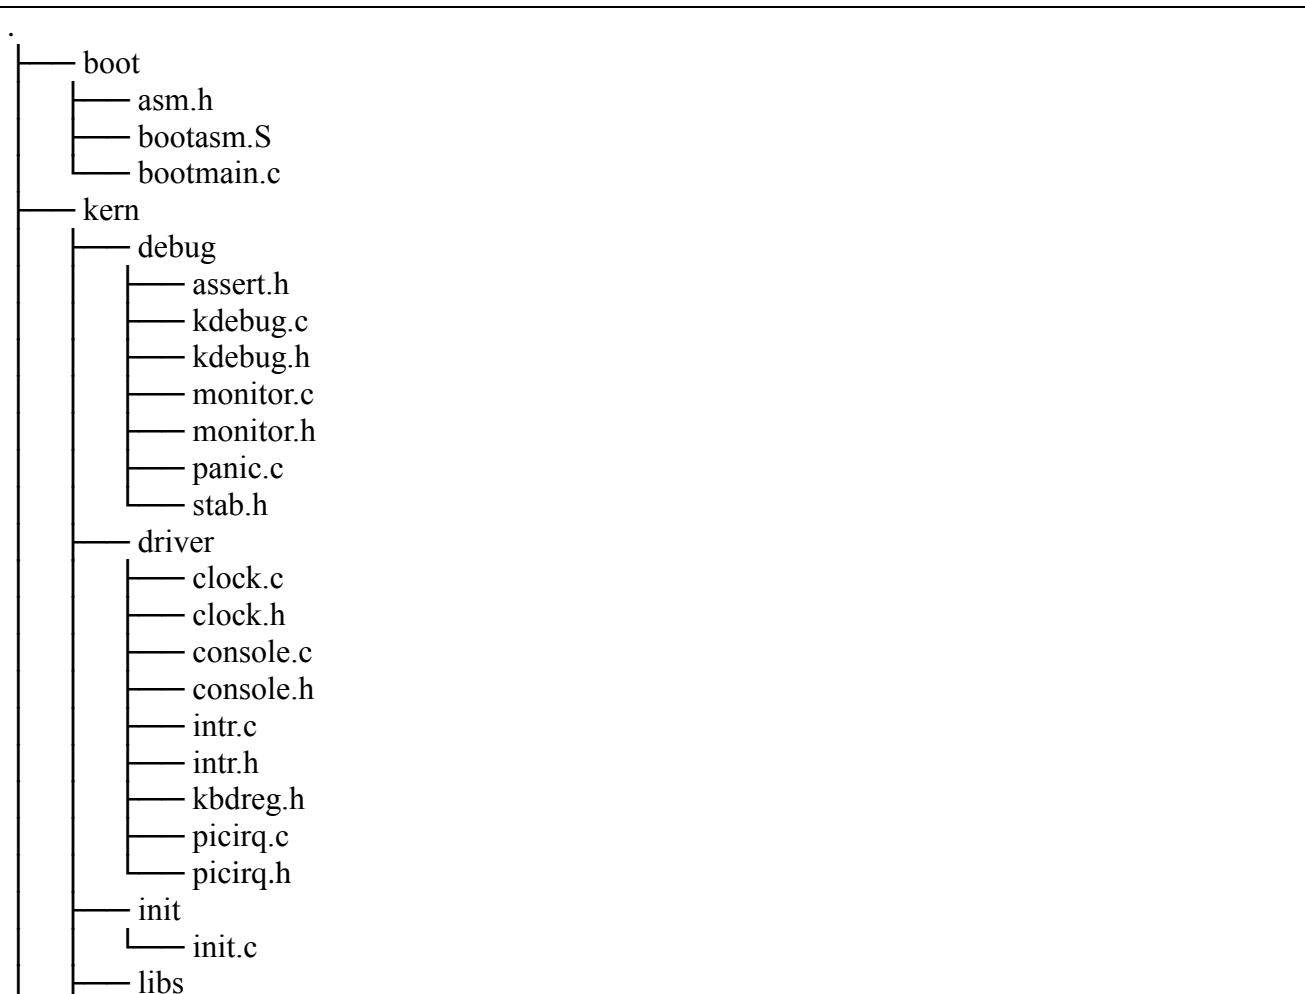 .
├── boot
│   ├── asm.h
│   ├── bootasm.S
│   └── bootmain.c
├── kern
│   ├── debug
│   │   ├── assert.h
│   │   ├── kdebug.c
│   │   ├── kdebug.h
│   │   ├── monitor.c
│   │   ├── monitor.h
│   │   ├── panic.c
│   │   └── stab.h
│   ├── driver
│   │   ├── clock.c
│   │   ├── clock.h
│   │   ├── console.c
│   │   ├── console.h
│   │   ├── intr.c
│   │   ├── intr.h
│   │   ├── kbdreg.h
│   │   ├── picirq.c
│   │   └── picirq.h
│   ├── init
│   │   └── init.c
│   ├── libs